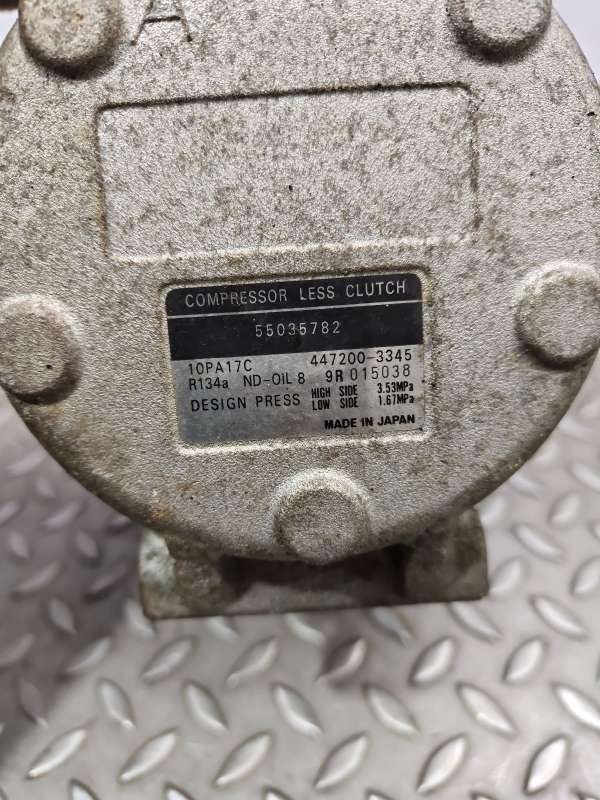 A
COMPRESSOR LESS CLUTCH
55035782
10PA17C 447200-3345
R134a ND-OIL 8 9R 015038
DESIGN PRESS HIGH SIDE 3.53MPa
LOW SIDE 1.67MPa
MADE IN JAPAN